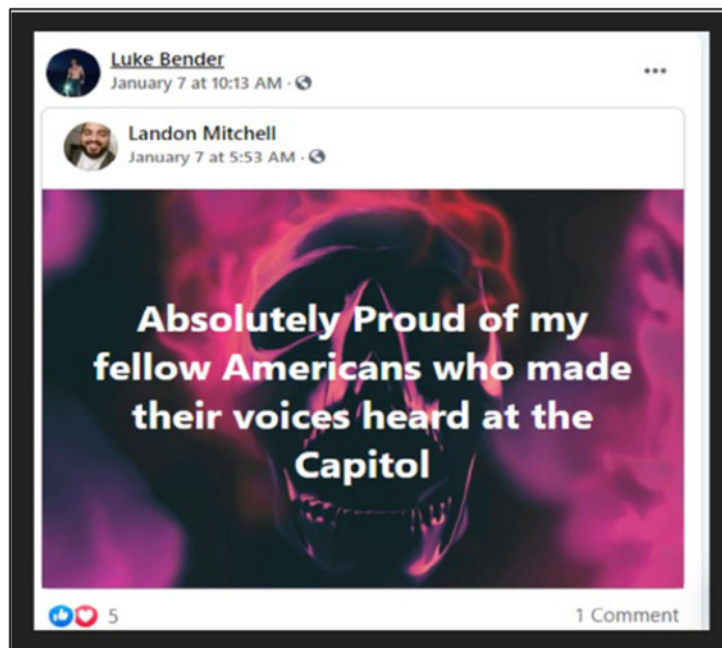 Luke Bender
January 7 at 10:13 AM ·
Landon Mitchell
January 7 at 5:53 AM ·
Absolutely Proud of my
fellow Americans who made
their voices heard at the
Capitol
5
1 Comment